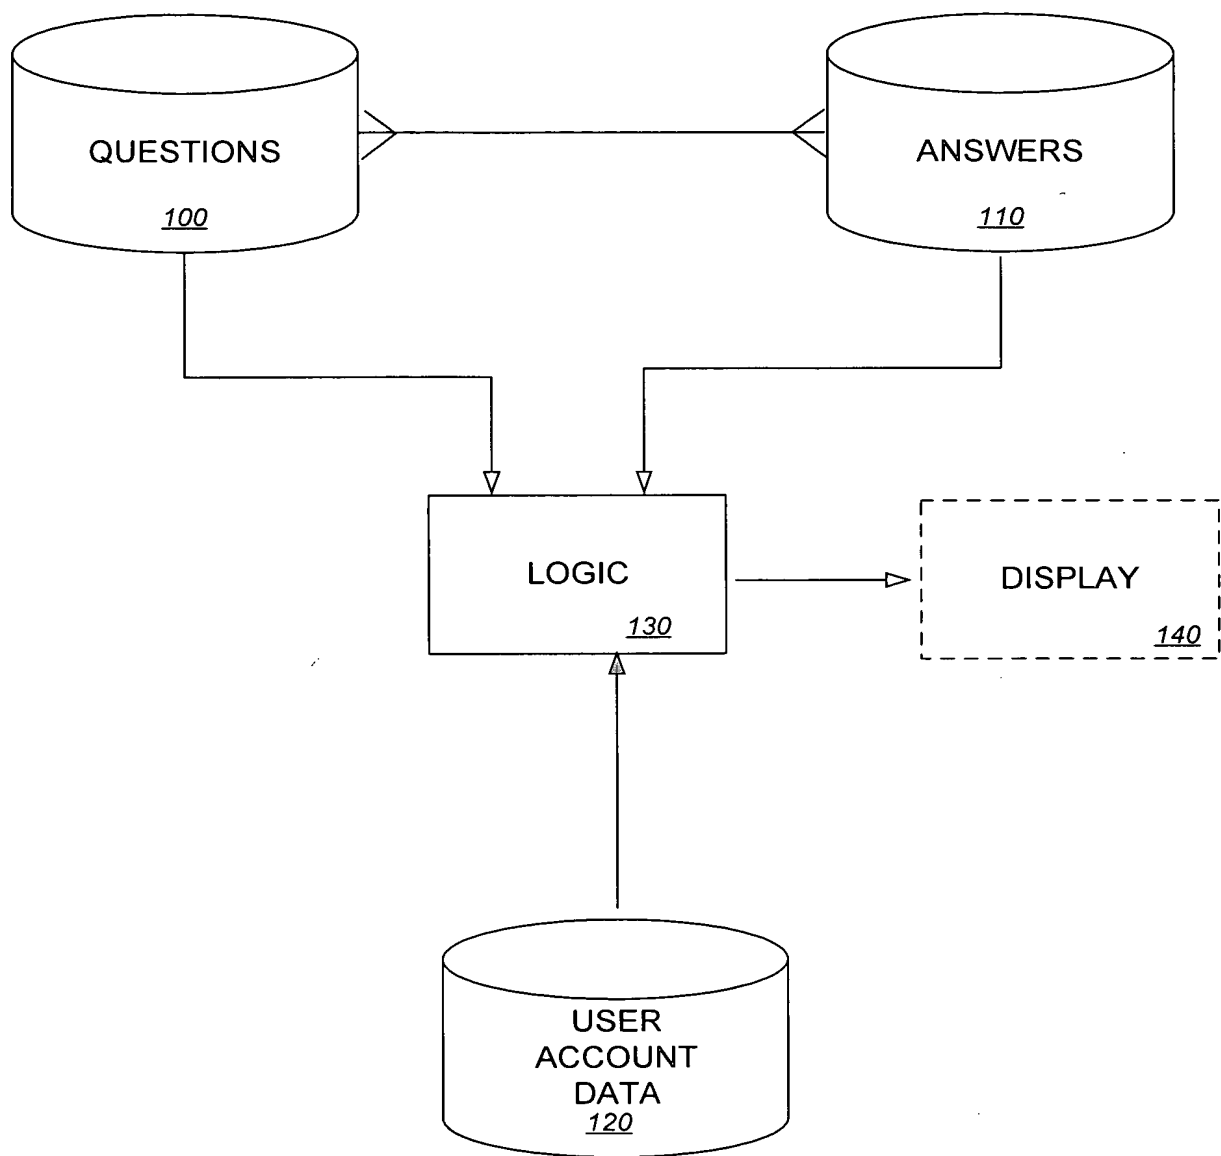 QUESTIONS
100
ANSWERS
110
LOGIC
130
DISPLAY
140
USER
ACCOUNT
DATA
120